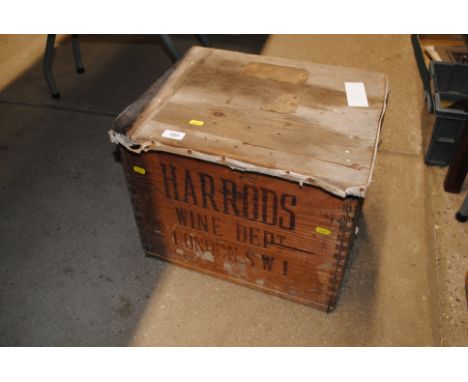 HARRODS
WINE DEPT
LONDON. S W 1